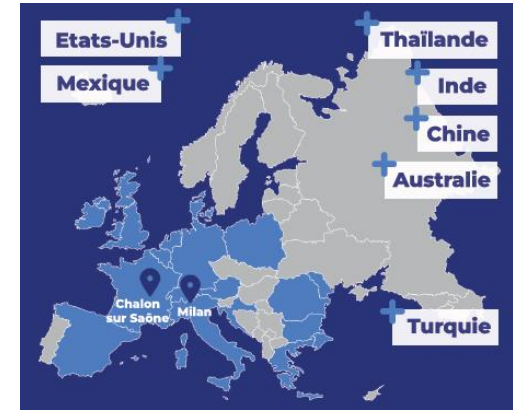 Etats-Unis
Mexique
Thaïlande
Inde
Chine
Australie
Turquie
Chalon
sur Saône
Milan